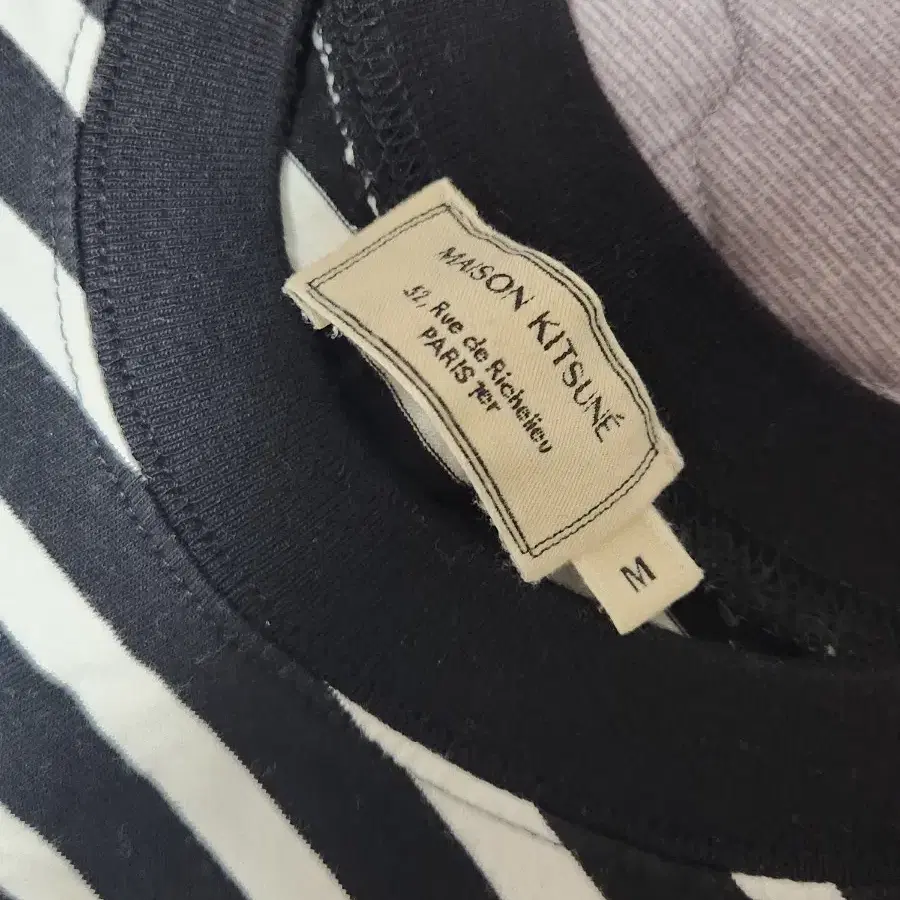 MAISON KITSUNÉ
52, Rue de Richelieu
PARIS 1er
M